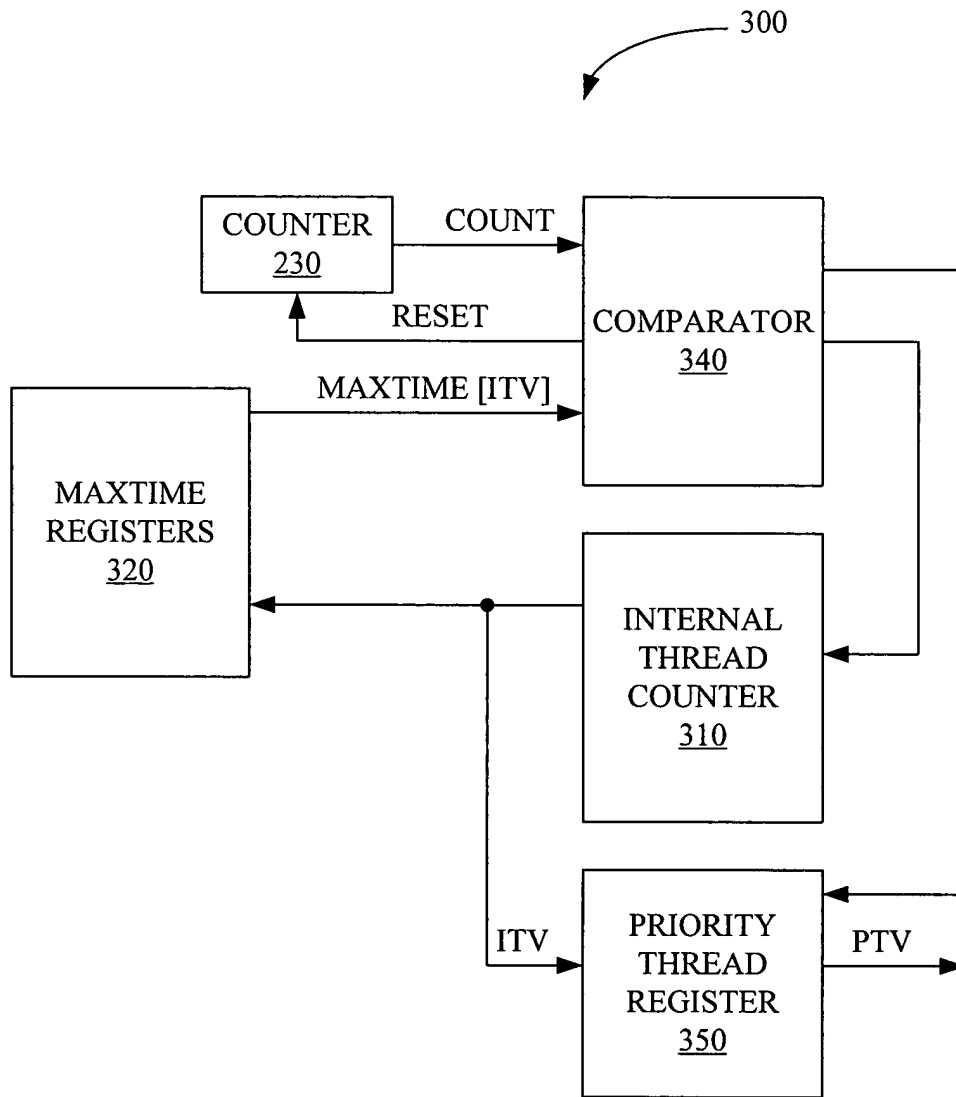 300
COUNTER
230
COUNT
RESET
COMPARATOR
340
MAXTIME [ITV]
MAXTIME
REGISTERS
320
INTERNAL
THREAD
COUNTER
310
ITV
PRIORITY
THREAD
REGISTER
350
PTV